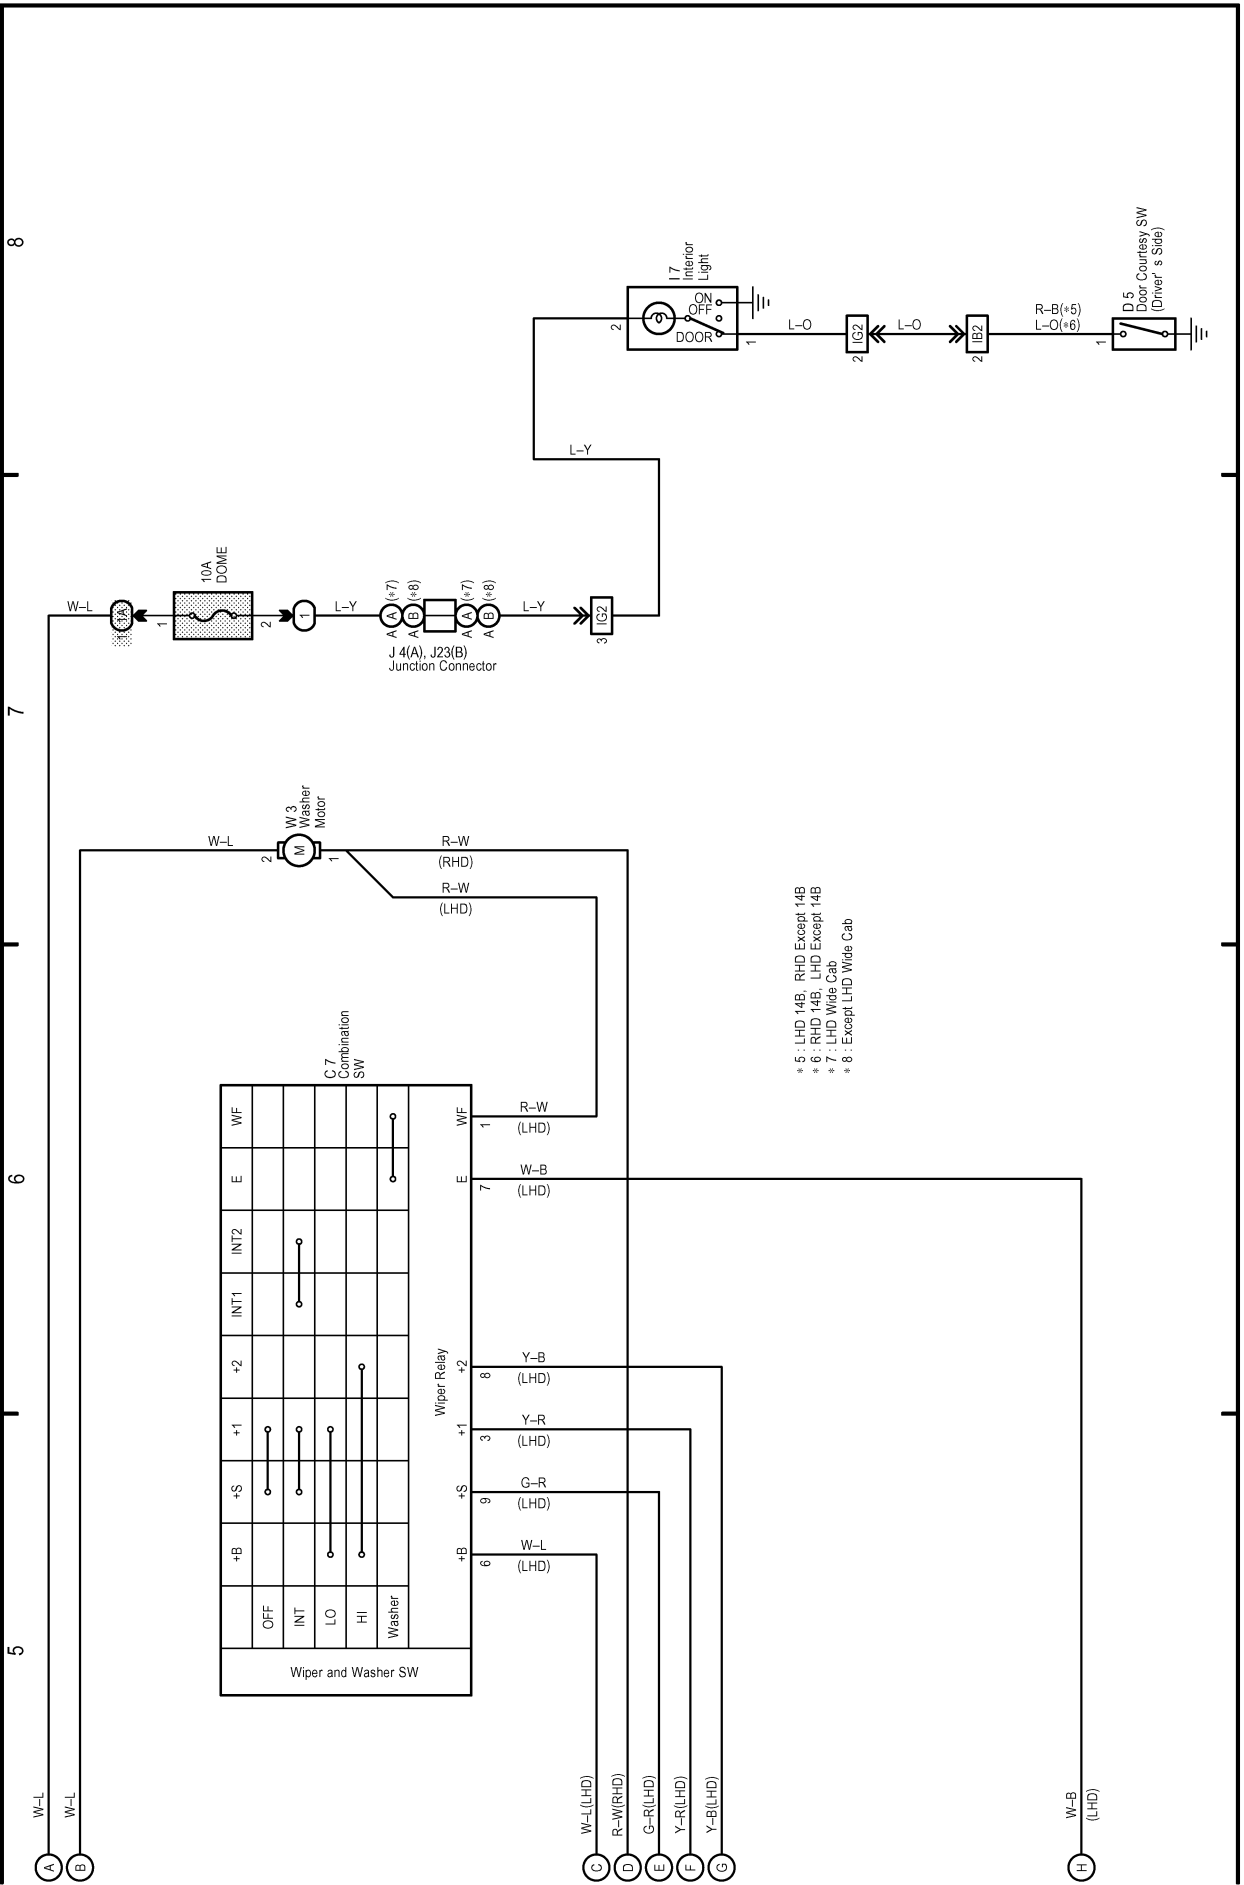 8
7
6
5
I 7
Interior
Light
ON
OFF
DOOR
2
1
L–O
2
IG2
L–O
2
IB2
R–B(*5)
L–O(*6)
1
D 5
Door Courtesy SW
(Driver' s Side)
L–Y
W–L
1
1A
10A
DOME
1
2
1
L–Y
A
A
(*7)
A
B
(*8)
A
A
(*7)
A
B
(*8)
J 4(A), J23(B)
Junction Connector
L–Y
3
IG2
W–L
2
M
1
W 3
Washer
Motor
R–W
(RHD)
R–W
(LHD)
* 5 : LHD 14B, RHD Except 14B
* 6 : RHD 14B, LHD Except 14B
* 7 : LHD Wide Cab
* 8 : Except LHD Wide Cab
C 7
Combination
SW
WF
E
INT2
INT1
+2
+1
+S
+B
OFF
INT
LO
HI
Washer
Wiper and Washer SW
Wiper Relay
WF
1
R–W
(LHD)
E
7
W–B
(LHD)
+2
8
Y–B
(LHD)
+1
3
Y–R
(LHD)
+S
9
G–R
(LHD)
+B
6
W–L
(LHD)
W–L
A
W–L
B
W–L(LHD)
C
R–W(RHD)
D
G–R(LHD)
E
Y–R(LHD)
F
Y–B(LHD)
G
W–B
(LHD)
H